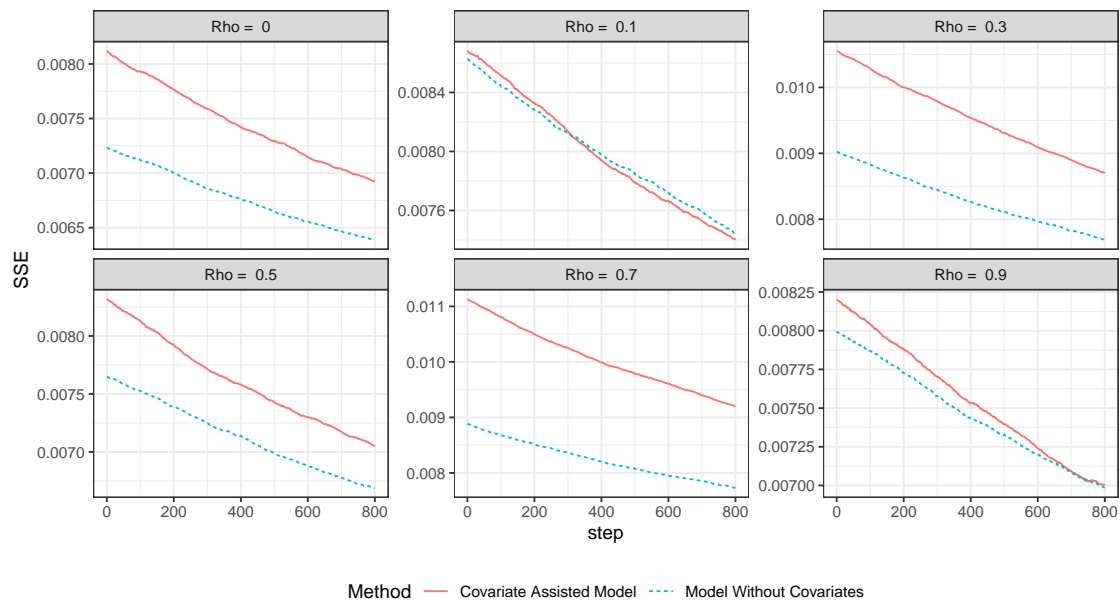 Rho = 0
Rho = 0.1
Rho = 0.3
0.0080
0.0075
0.0070
0.0065
0.0084
0.0080
0.0076
0.010
0.009
0.008
SSE
Rho = 0.5
Rho = 0.7
Rho = 0.9
0.0080
0.0075
0.0070
0.011
0.010
0.009
0.008
0.00825
0.00800
0.00775
0.00750
0.00725
0.00700
0 200 400 600 800
0 200 400 600 800
0 200 400 600 800
step
Method Covariate Assisted Model Model Without Covariates